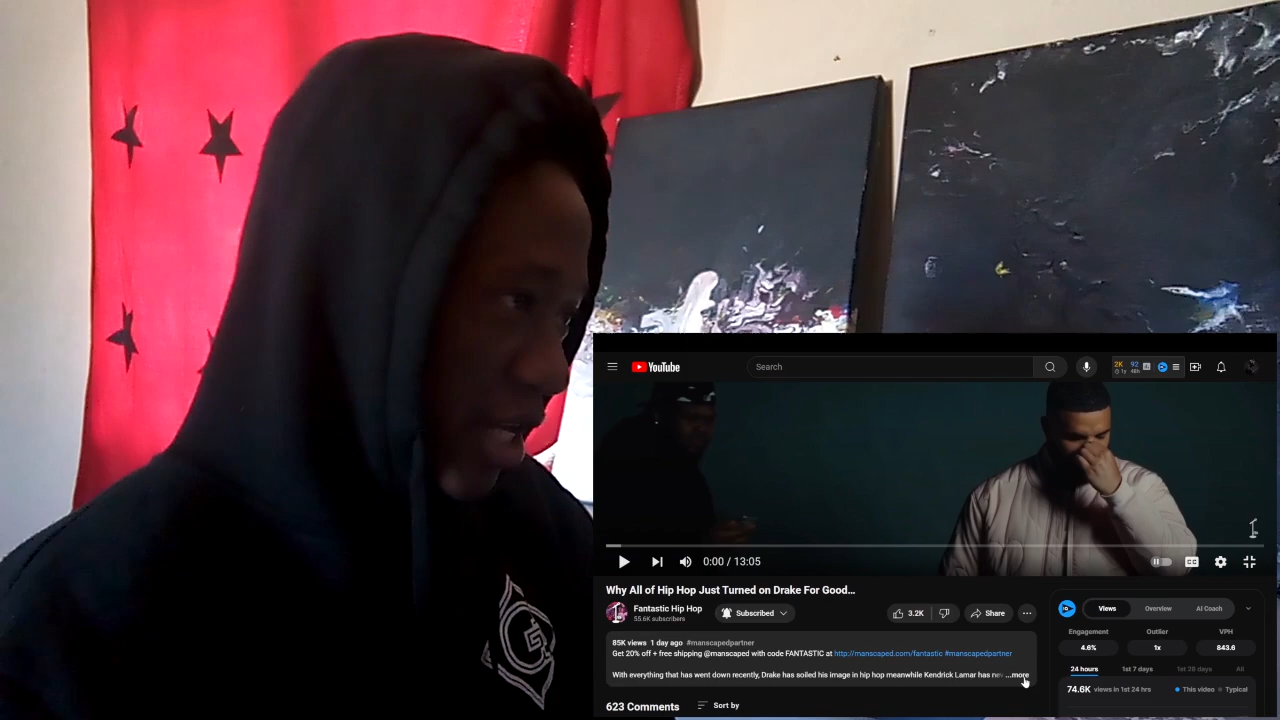 YouTube
Search
2K 92
1y 48h
0:00 / 13:05
Why All of Hip Hop Just Turned on Drake For Good...
Fantastic Hip Hop
55.6K subscribers
Subscribed
3.2K
Share
85K views 1 day ago #manscapedpartner
Get 20% off + free shipping @manscaped with code FANTASTIC at http://manscaped.com/fantastic #manscapedpartner
With everything that has went down recently, Drake has soiled his image in hip hop meanwhile Kendrick Lamar has ...more
623 Comments
Sort by
Views Overview AI Coach
Engagement Outlier VPH
4.6% 1x 843.6
24 hours 1st 7 days 1st 28 days All
74.6K views in 1st 24 hrs This video Typical